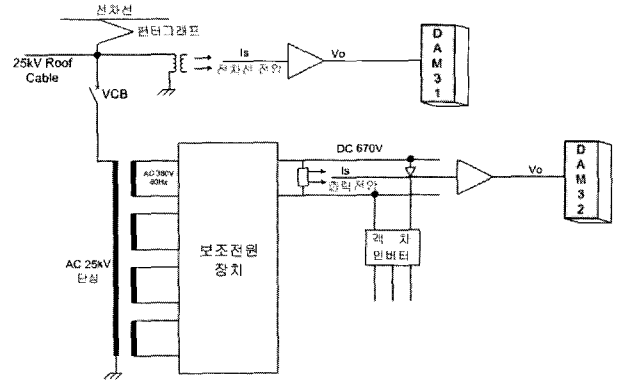 전차선
팬터그래프
25kV Roof
Cable
VCB
Is
전차선 전압
Vo
DAM31
DC 670V
AC 380V
60Hz
Is
출력 전압
Vo
DAM32
보조전원
장치
객 차
인버터
AC 25kV
단상